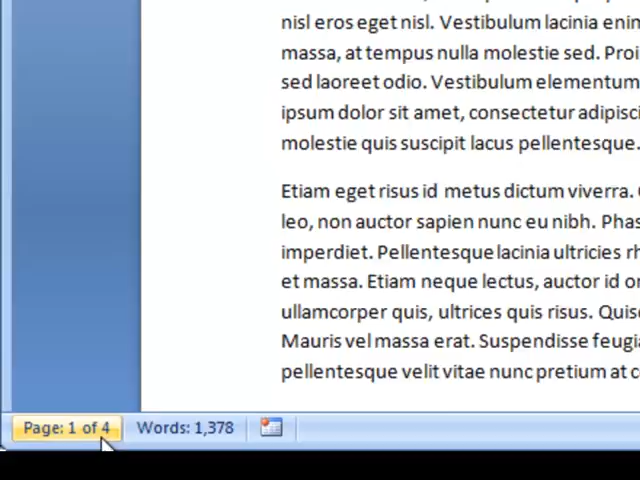 nisl eros eget nisl. Vestibulum lacinia enin
massa, at tempus nulla molestie sed. Proi
sed laoreet odio. Vestibulum elementum
ipsum dolor sit amet, consectetur adipisci
molestie quis suscipit lacus pellentesque.
Etiam eget risus id metus dictum viverra.
leo, non auctor sapien nunc eu nibh. Phas
imperdiet. Pellentesque lacinia ultricies rh
et massa. Etiam neque lectus, auctor id or
ullamcorper quis, ultrices quis risus. Quis
Mauris vel massa erat. Suspendisse feugia
pellentesque velit vitae nunc pretium at
Page: 1 of 4 Words: 1,378